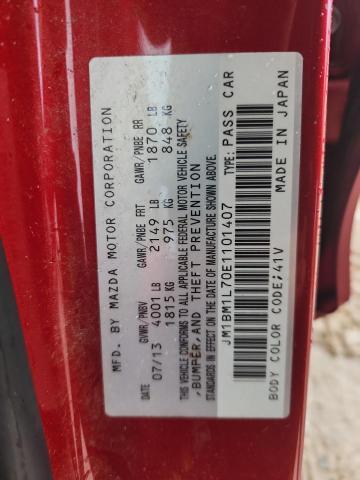 MFD. BY MAZDA MOTOR CORPORATION
GVWR/PNBV GAWR/PNBE FRT GAWR/PNBE RR
07/13 4001 LB 2149 LB 1870 LB
1815 KG 975 KG 848 KG
THIS VEHICLE CONFORMS TO ALL APPLICABLE FEDERAL MOTOR VEHICLE SAFETY
,BUMPER,AND THEFT PREVENTION
STANDARDS IN EFFECT ON THE DATE OF MANUFACTURE SHOWN ABOVE.
JM1BM1L70E1101407 TYPE:PASS CAR
BODY COLOR CODE:41V MADE IN JAPAN